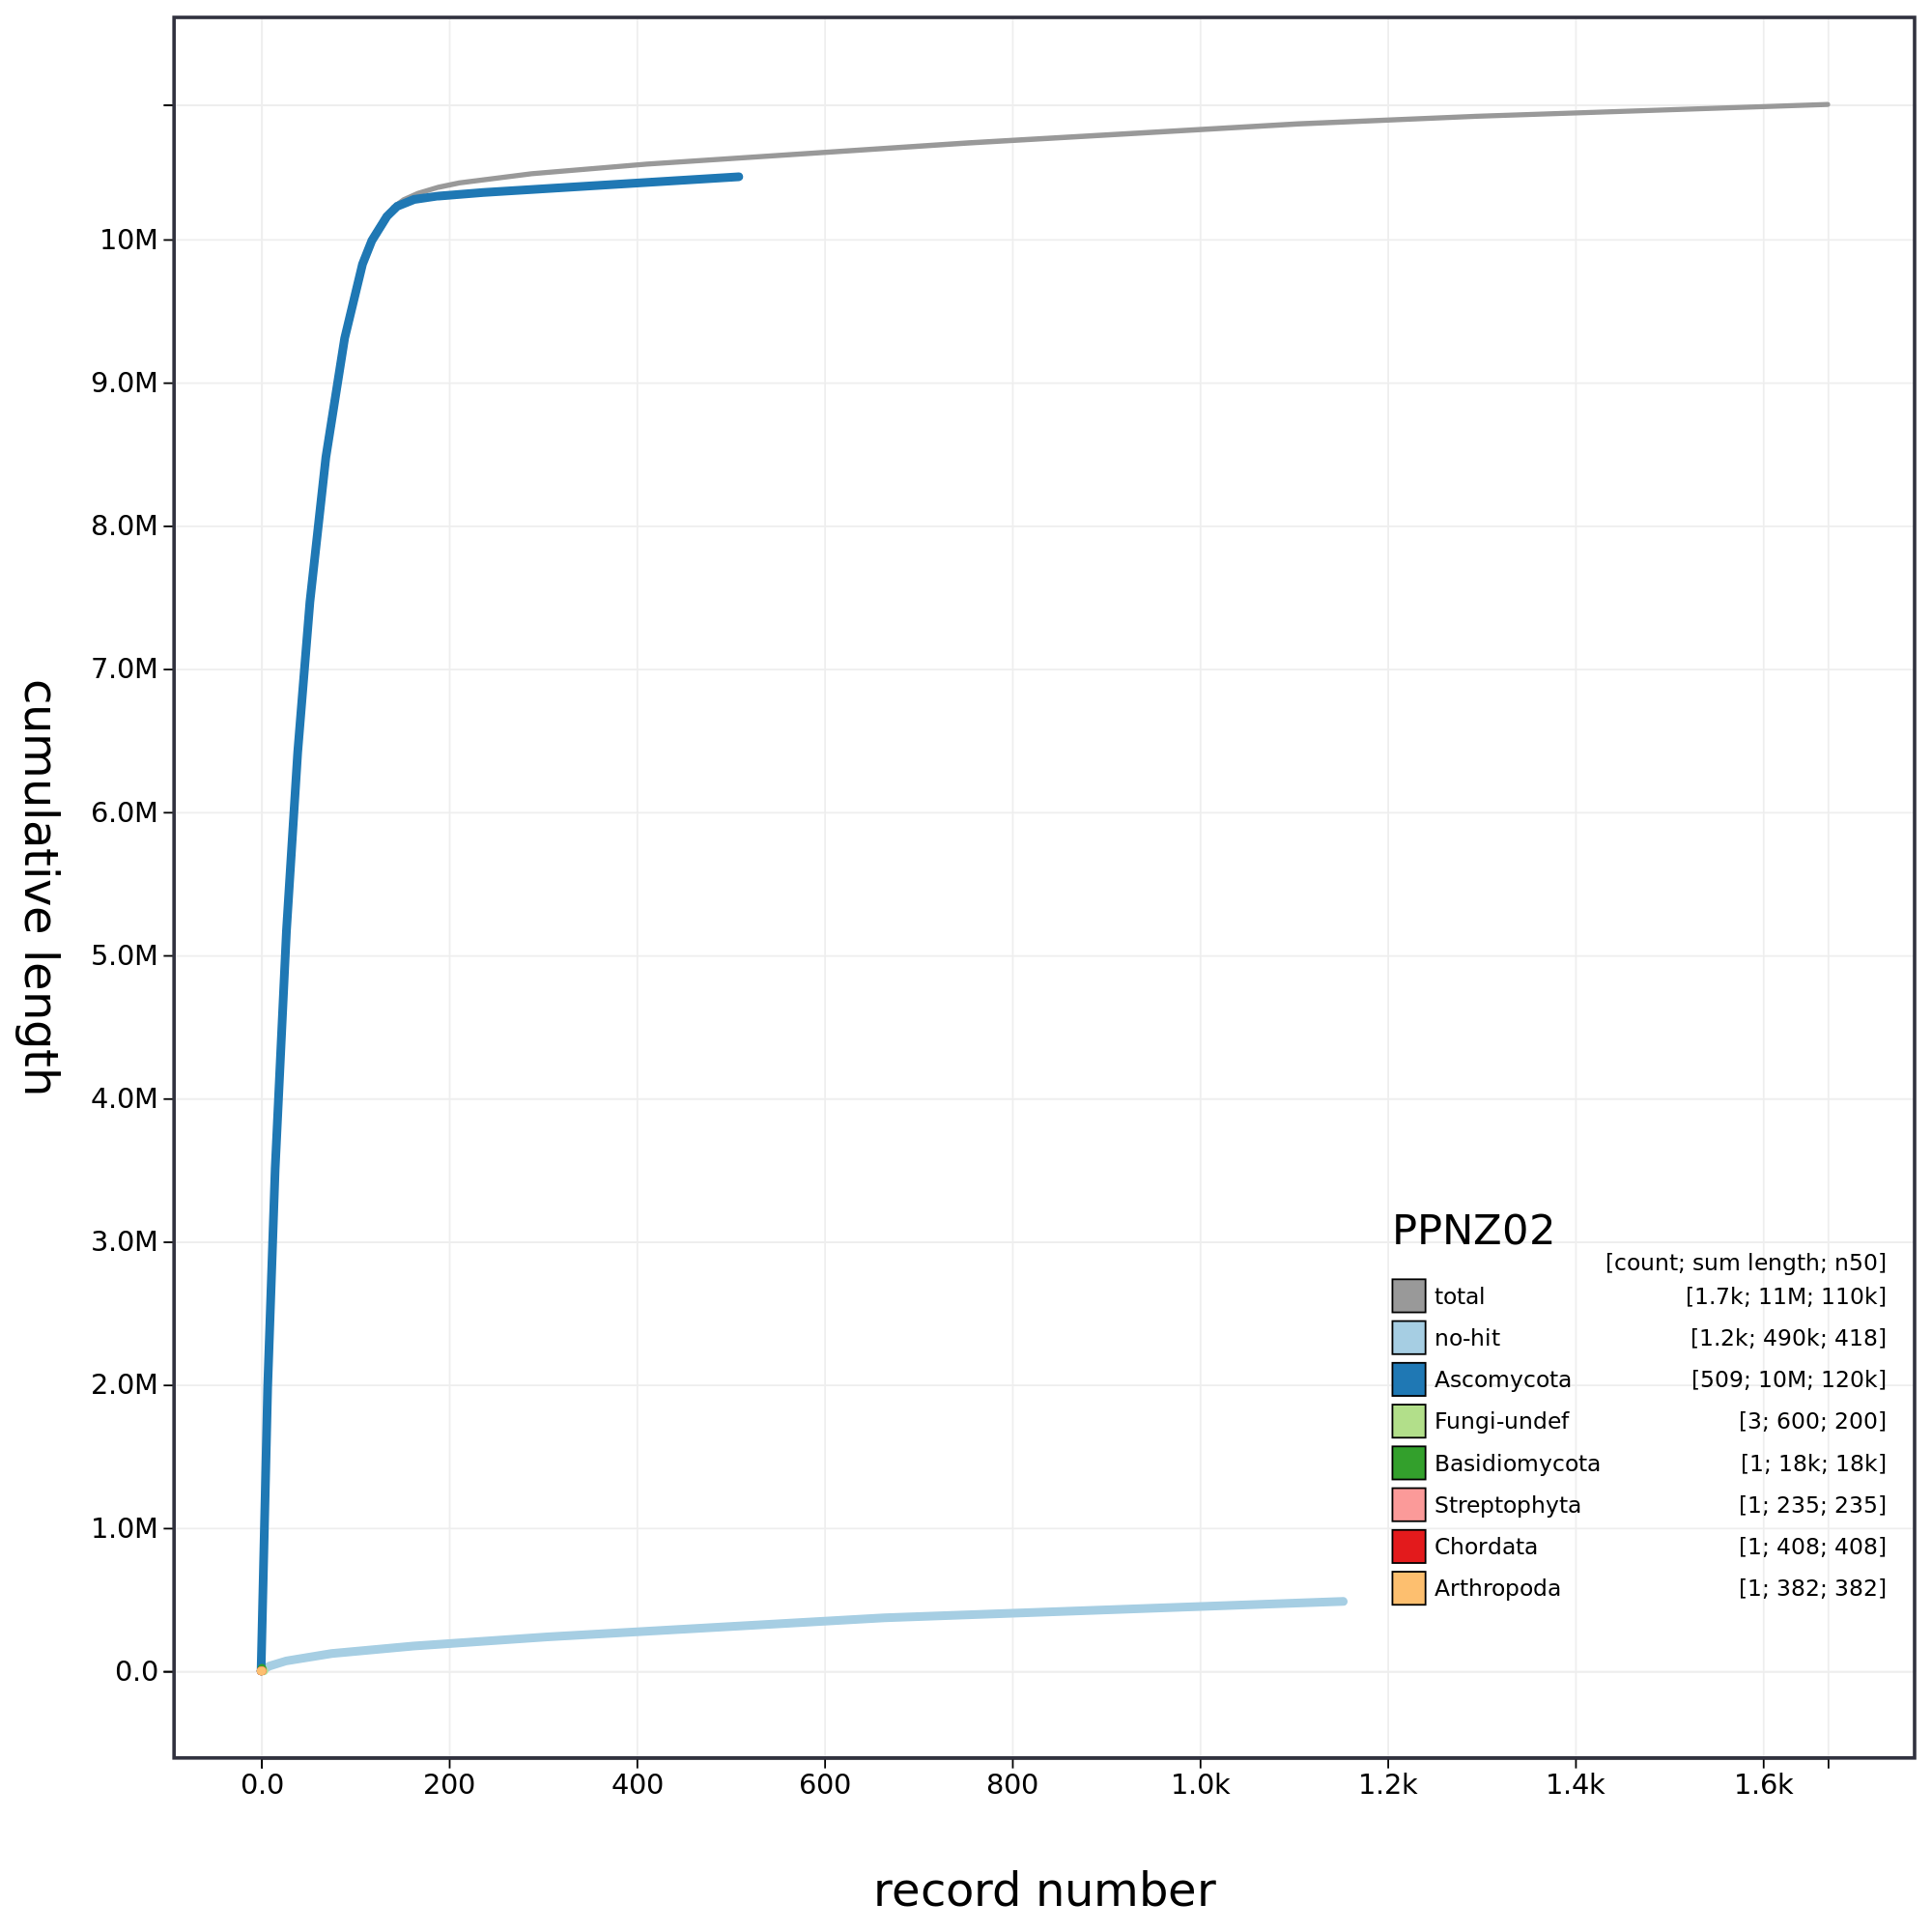 cumulative length
10M
9.0M
8.0M
7.0M
6.0M
5.0M
4.0M
3.0M
2.0M
1.0M
0.0
PPNZ02
[count; sum length; n50]
total [1.7k; 11M; 110k]
no-hit [1.2k; 490k; 418]
Ascomycota [509; 10M; 120k]
Fungi-undef [3; 600; 200]
Basidiomycota [1; 18k; 18k]
Streptophyta [1; 235; 235]
Chordata [1; 408; 408]
Arthropoda [1; 382; 382]
0.0 200 400 600 800 1.0k 1.2k 1.4k 1.6k
record number